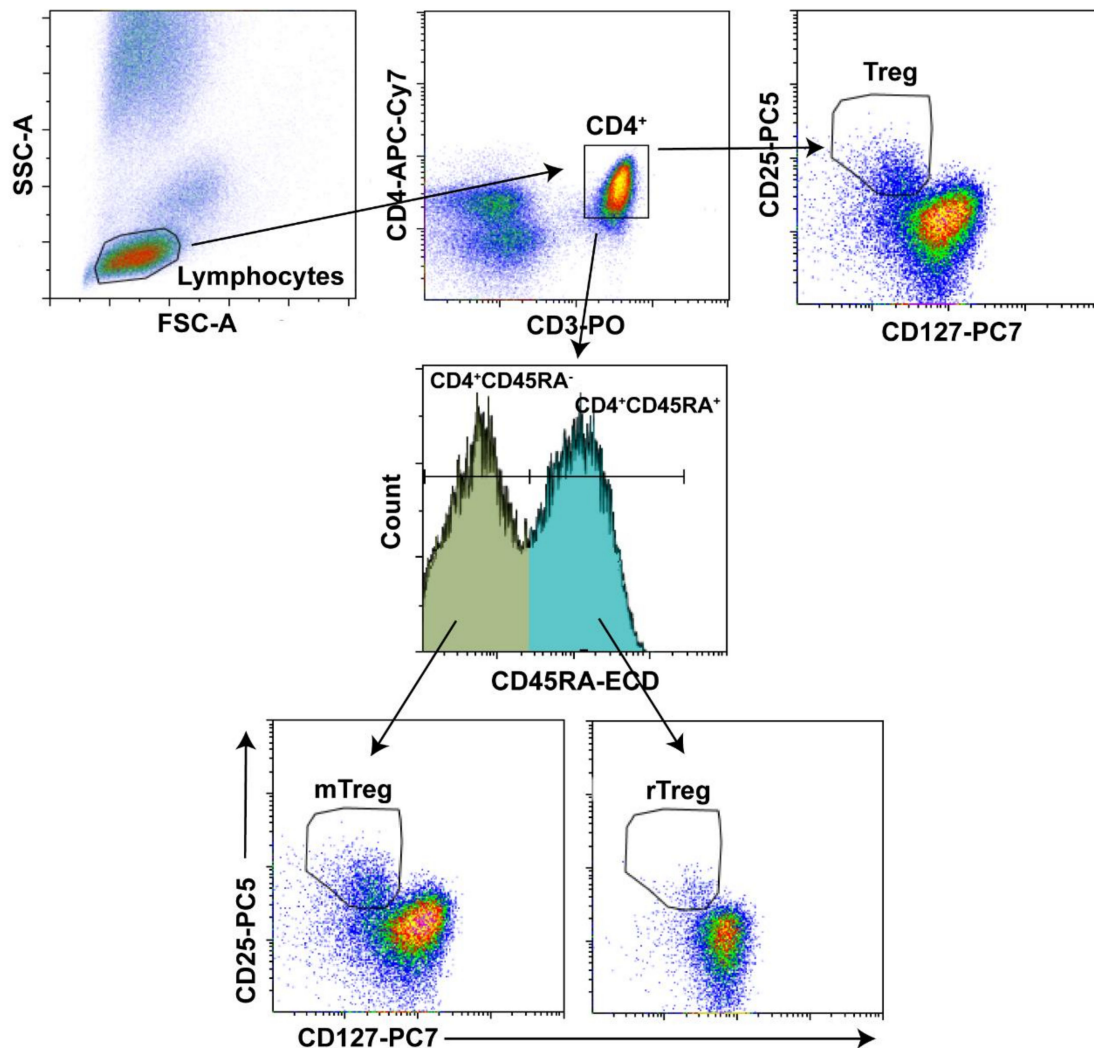 SSC-A
Lymphocytes
FSC-A
CD4-APC-Cy7
CD4⁺
CD3-PO
Treg
CD25-PC5
CD127-PC7
CD4⁺CD45RA⁻
CD4⁺CD45RA⁺
Count
CD45RA-ECD
mTreg
rTreg
CD25-PC5
CD127-PC7